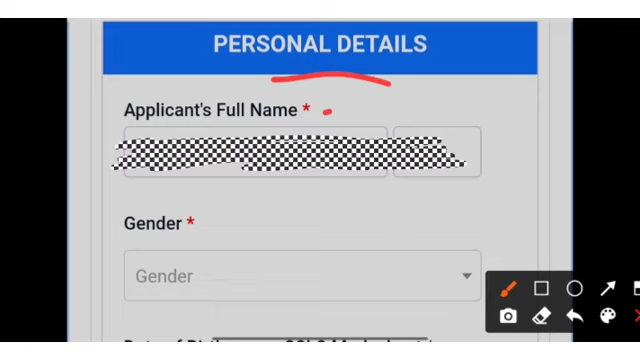 PERSONAL DETAILS
Applicant's Full Name *
Gender *
Gender